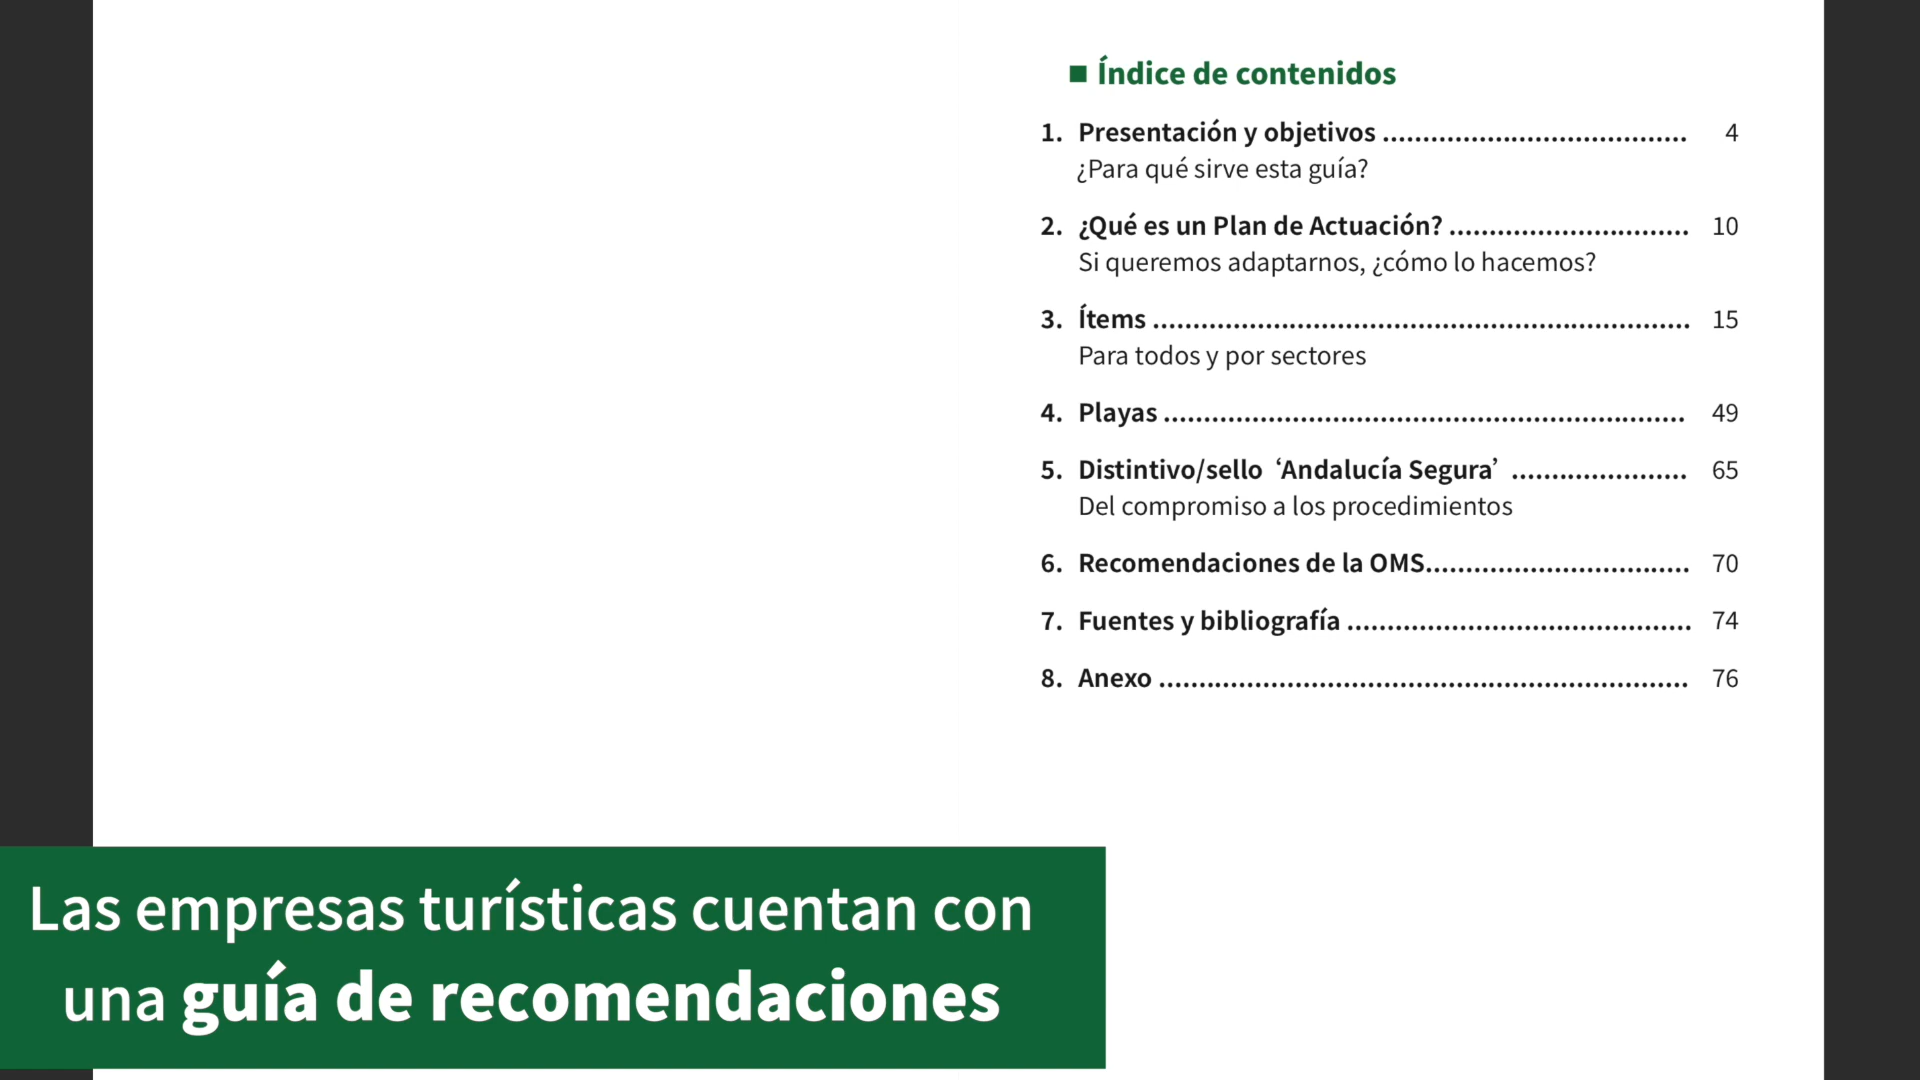 Índice de contenidos
1. Presentación y objetivos ...................................... 4
¿Para qué sirve esta guía?
2. ¿Qué es un Plan de Actuación? .............................. 10
Si queremos adaptarnos, ¿cómo lo hacemos?
3. Ítems ................................................................... 15
Para todos y por sectores
4. Playas ................................................................. 49
5. Distintivo/sello ‘Andalucía Segura’ ...................... 65
Del compromiso a los procedimientos
6. Recomendaciones de la OMS................................. 70
7. Fuentes y bibliografía ........................................... 74
8. Anexo .................................................................. 76
Las empresas turísticas cuentan con
una guía de recomendaciones